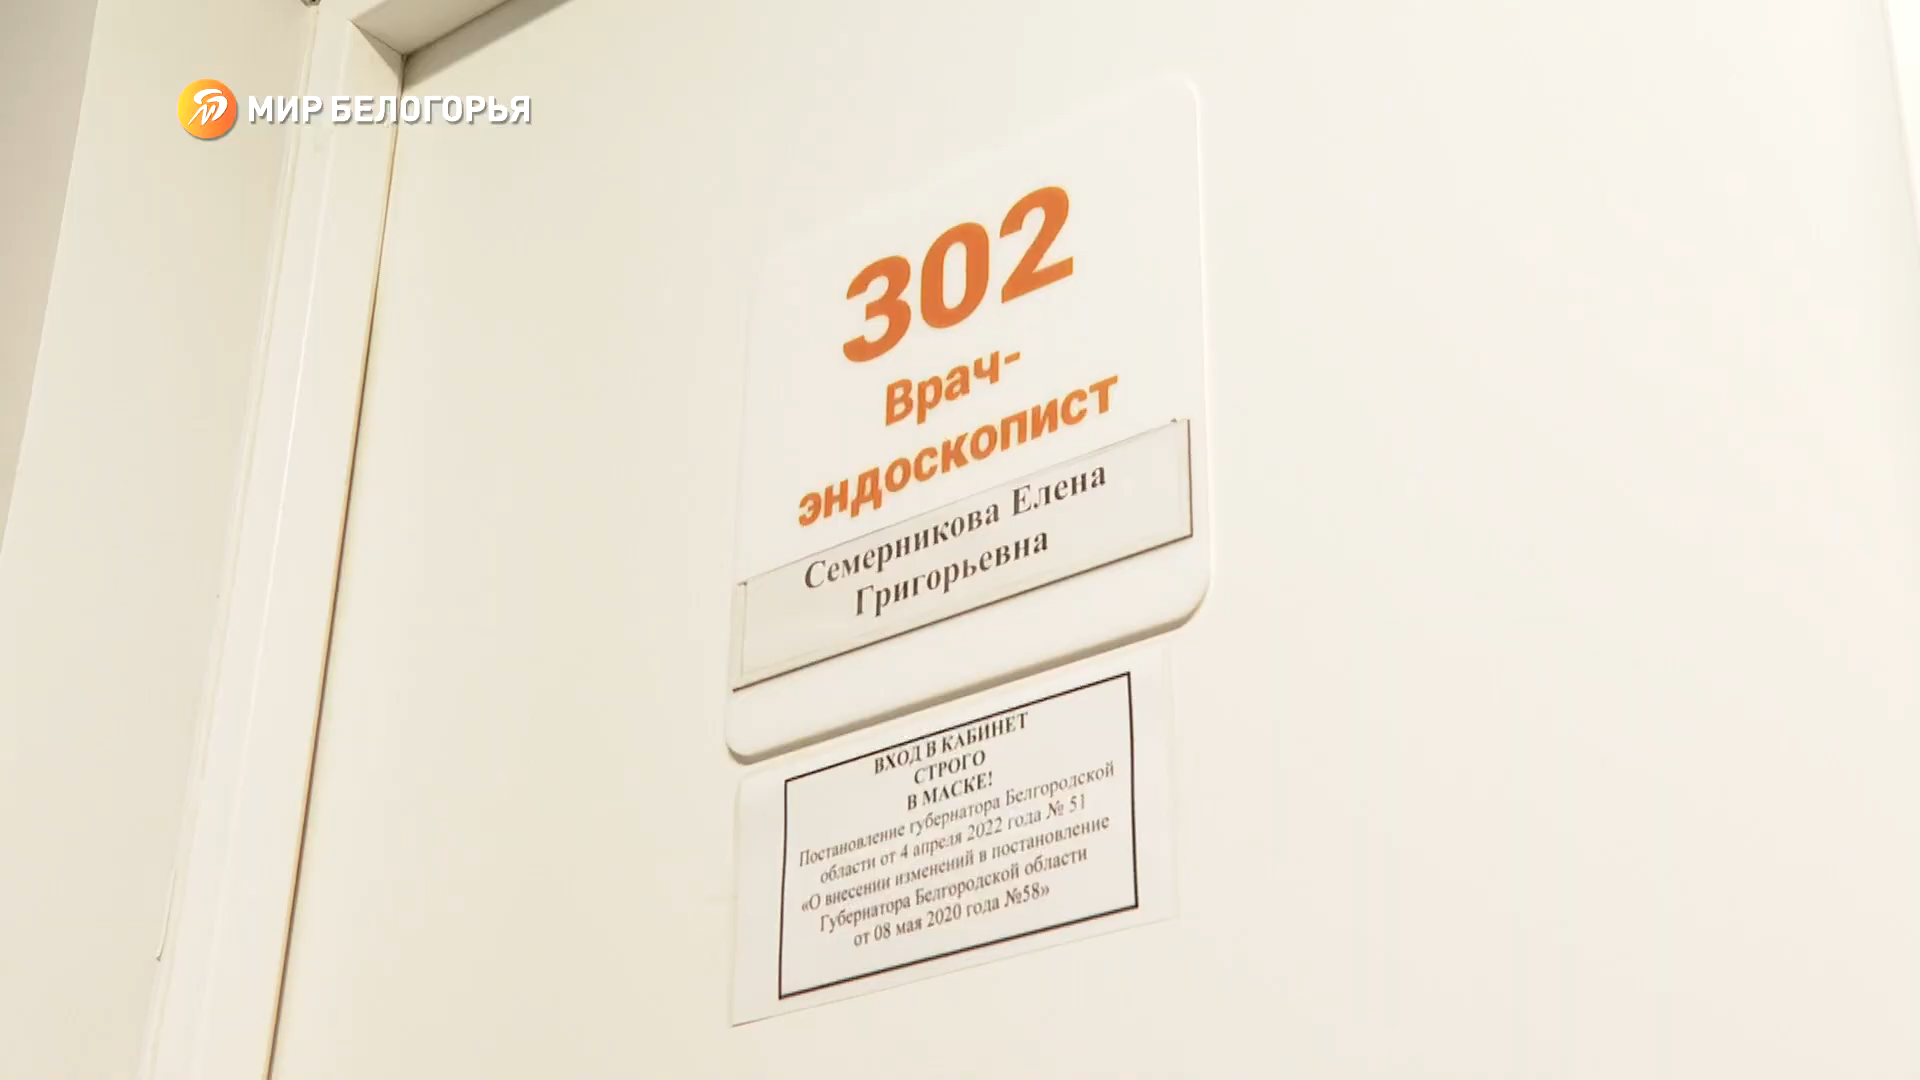 МИР БЕЛОГОРЬЯ
302
Врач-
эндоскопист
Семерникова Елена
Григорьевна
ВХОД В КАБИНЕТ
СТРОГО
В МАСКЕ!
Постановление губернатора Белгородской
области от 4 апреля 2022 года № 51
«О внесении изменений в постановление
Губернатора Белгородской области
от 08 мая 2020 года №58»